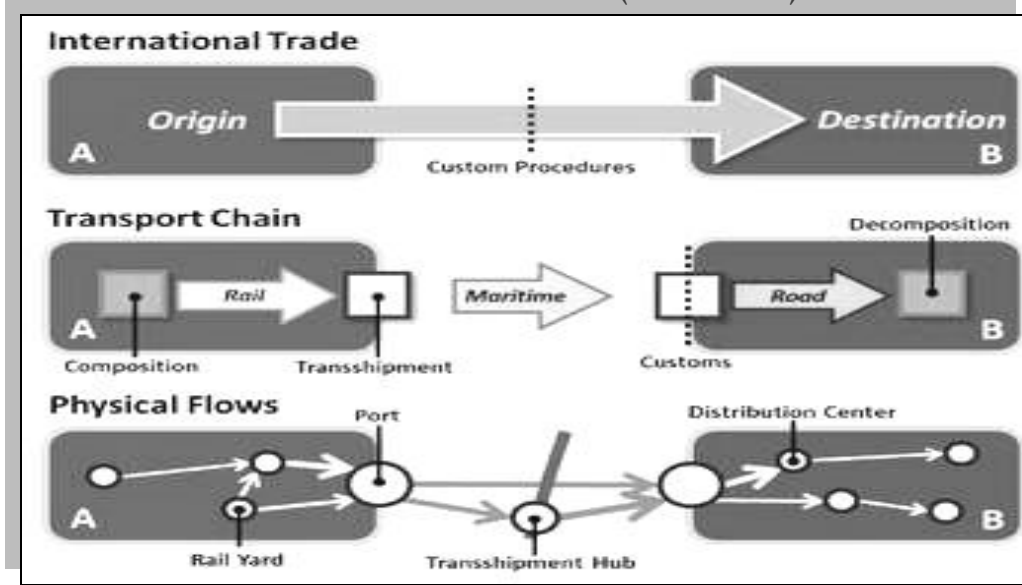 International Trade
Origin
Destination
A
B
Custom Procedures
Transport Chain
Decomposition
Rail
Maritime
Road
A
B
Composition
Transshipment
Customs
Physical Flows
Port
Distribution Center
A
B
Rail Yard
Transshipment Hub